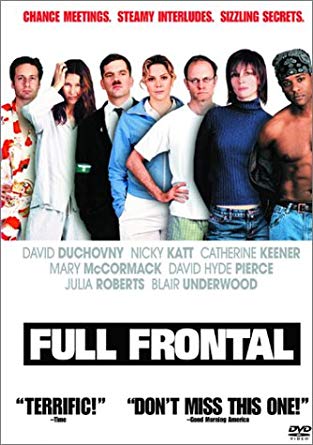 CHANCE MEETINGS. STEAMY INTERLUDES. SIZZLING SECRETS.
DAVID DUCHOVNY NICKY KATT CATHERINE KEENER
MARY McCORMACK DAVID HYDE PIERCE
JULIA ROBERTS BLAIR UNDERWOOD
FULL FRONTAL
"TERRIFIC!" "DON'T MISS THIS ONE!"
–Time –Good Morning America
DVD
VIDEO